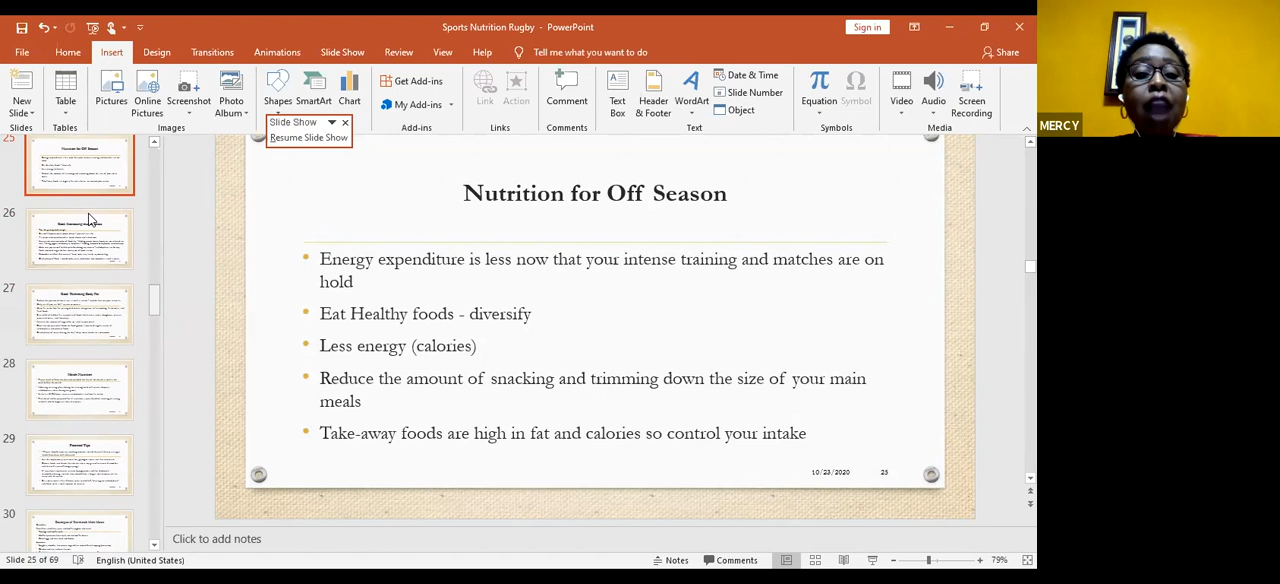 Sports Nutrition Rugby - PowerPoint
Sign in
File Home Insert Design Transitions Animations Slide Show Review View Help Tell me what you want to do Share
New Slide
Table
Pictures
Online Pictures
Screenshot
Photo Album
Shapes
SmartArt
Chart
Get Add-ins
My Add-ins
Link
Action
Comment
Text Box
Header & Footer
WordArt
Date & Time
Slide Number
Object
Equation
Symbol
Video
Audio
Screen Recording
Slides Tables Images Add-ins Links Comments Text Symbols Media
Slide Show
Resume Slide Show
MERCY
25
26
27
28
29
30
Nutrition for Off Season
Energy expenditure is less now that your intense training and matches are on
hold
Eat Healthy foods - diversify
Less energy (calories)
Reduce the amount of snacking and trimming down the size of your main
meals
Take-away foods are high in fat and calories so control your intake
10/23/2020 25
Click to add notes
Slide 25 of 69 English (United States) Notes Comments 79%